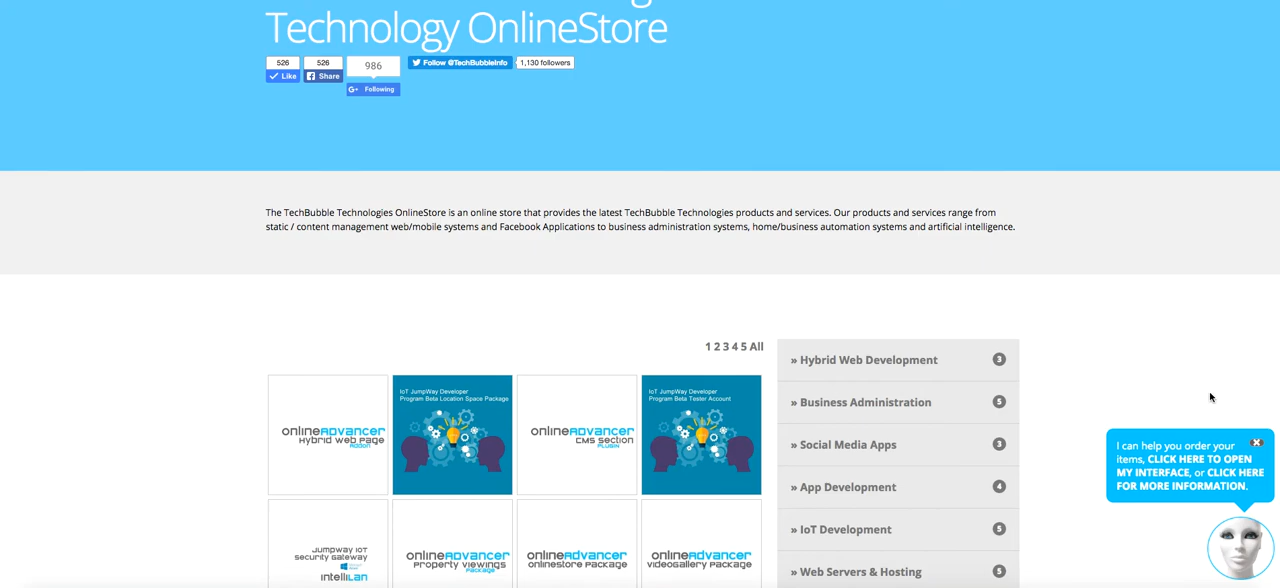 Technology OnlineStore
526
526
986
Like
Share
G+ Following
Follow @TechBubbleInfo
1,130 followers
The TechBubble Technologies OnlineStore is an online store that provides the latest TechBubble Technologies products and services. Our products and services range from
static / content management web/mobile systems and Facebook Applications to business administration systems, home/business automation systems and artificial intelligence.
1 2 3 4 5 All
onlineADVANCER
Hybrid web Page
ADDON
IoT JumpWay Developer
Program Beta Location Space Package
onlineADVANCER
CMS Section
PLUGIN
IoT JumpWay Developer
Program Beta Tester Account
JumpWay IoT
Security Gateway
intelliLAN
onlineADVANCER
Property Viewings
Package
onlineADVANCER
onlineStore Package
onlineADVANCER
videoGallery Package
» Hybrid Web Development 3
» Business Administration 5
» Social Media Apps 3
» App Development 4
» IoT Development 5
» Web Servers & Hosting 5
I can help you order your
items, CLICK HERE TO OPEN
MY INTERFACE, or CLICK HERE
FOR MORE INFORMATION.